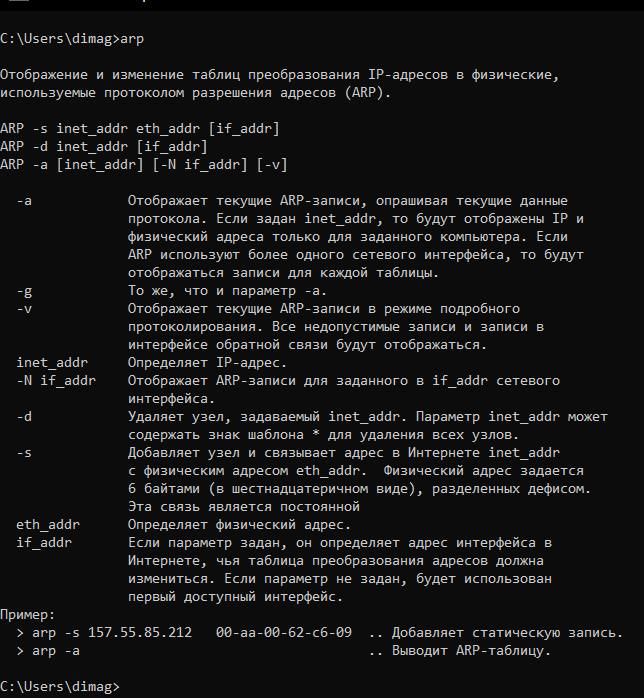 C:\Users\dimag>arp
Отображение и изменение таблиц преобразования IP-адресов в физические,
используемые протоколом разрешения адресов (ARP).
ARP -s inet_addr eth_addr [if_addr]
ARP -d inet_addr [if_addr]
ARP -a [inet_addr] [-N if_addr] [-v]
-a Отображает текущие ARP-записи, опрашивая текущие данные
протокола. Если задан inet_addr, то будут отображены IP и
физический адреса только для заданного компьютера. Если
ARP используют более одного сетевого интерфейса, то будут
отображаться записи для каждой таблицы.
-g То же, что и параметр -a.
-v Отображает текущие ARP-записи в режиме подробного
протоколирования. Все недопустимые записи и записи в
интерфейсе обратной связи будут отображаться.
inet_addr Определяет IP-адрес.
-N if_addr Отображает ARP-записи для заданного в if_addr сетевого
интерфейса.
-d Удаляет узел, задаваемый inet_addr. Параметр inet_addr может
содержать знак шаблона * для удаления всех узлов.
-s Добавляет узел и связывает адрес в Интернете inet_addr
с физическим адресом eth_addr.  Физический адрес задается
6 байтами (в шестнадцатеричном виде), разделенных дефисом.
Эта связь является постоянной
eth_addr Определяет физический адрес.
if_addr Если параметр задан, он определяет адрес интерфейса в
Интернете, чья таблица преобразования адресов должна
измениться. Если параметр не задан, будет использован
первый доступный интерфейс.
Пример:
> arp -s 157.55.85.212   00-aa-00-62-c6-09  .. Добавляет статическую запись.
> arp -a .. Выводит ARP-таблицу.
C:\Users\dimag>